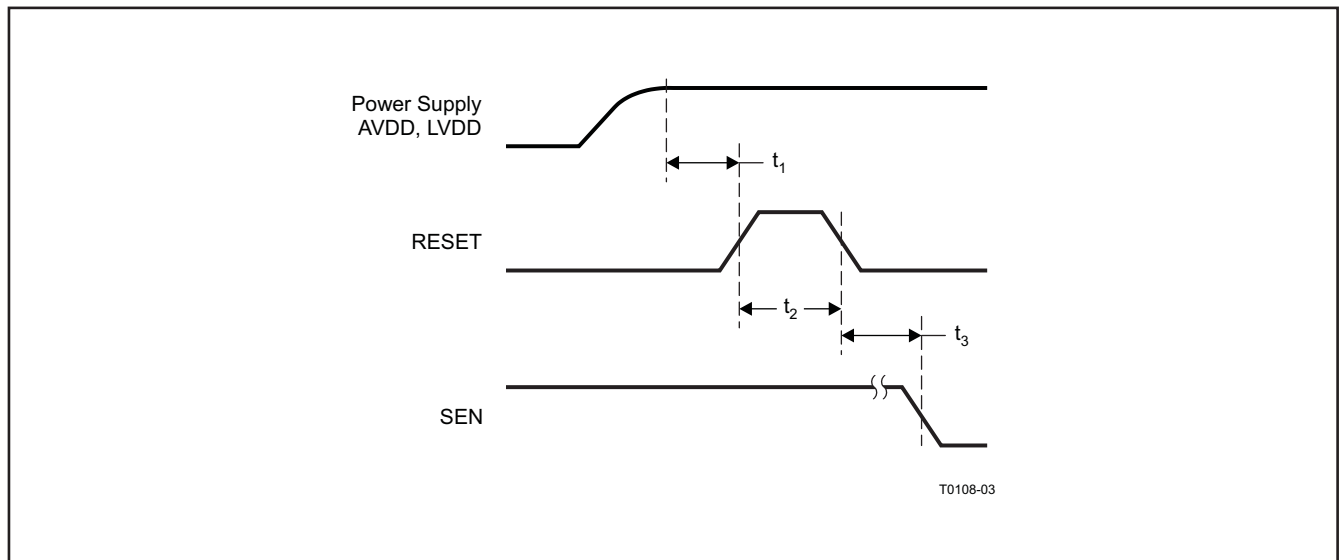 Power Supply
AVDD, LVDD
t₁
RESET
t₂
t₃
SEN
T0108-03